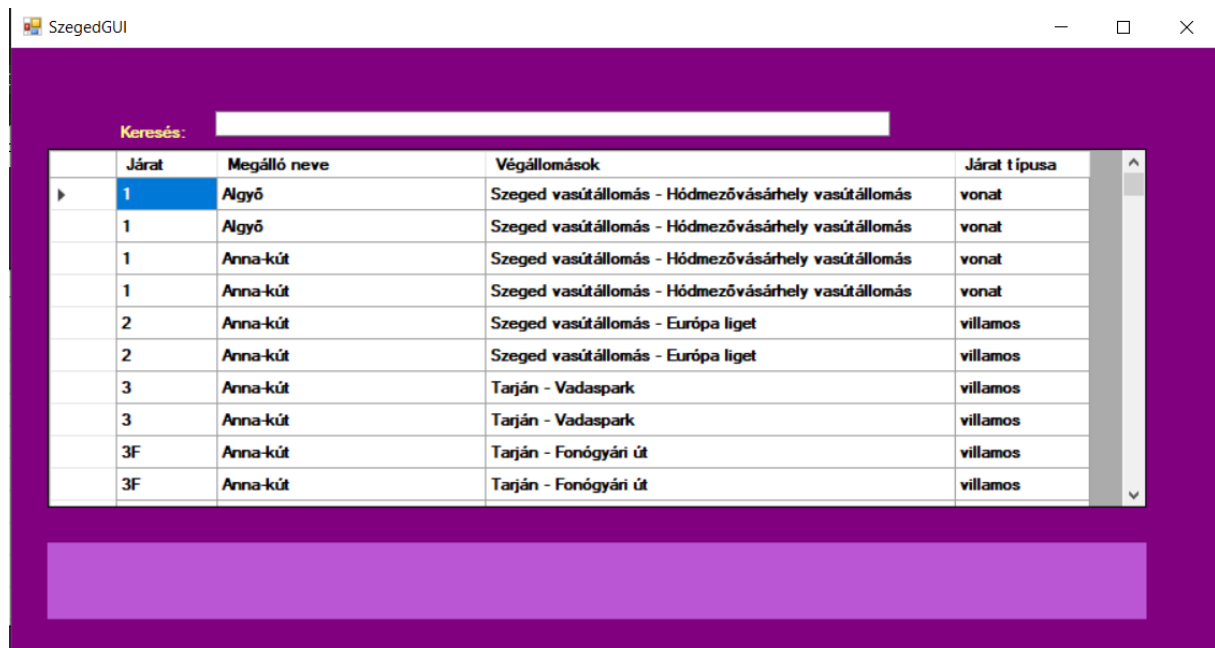 SzegedGUI
Keresés:
Járat Megálló neve Végállomások Járat típusa
1 Algyő Szeged vasútállomás - Hódmezővásárhely vasútállomás vonat
1 Algyő Szeged vasútállomás - Hódmezővásárhely vasútállomás vonat
1 Anna-kút Szeged vasútállomás - Hódmezővásárhely vasútállomás vonat
1 Anna-kút Szeged vasútállomás - Hódmezővásárhely vasútállomás vonat
2 Anna-kút Szeged vasútállomás - Európa liget villamos
2 Anna-kút Szeged vasútállomás - Európa liget villamos
3 Anna-kút Tarján - Vadaspark villamos
3 Anna-kút Tarján - Vadaspark villamos
3F Anna-kút Tarján - Fonógyári út villamos
3F Anna-kút Tarján - Fonógyári út villamos